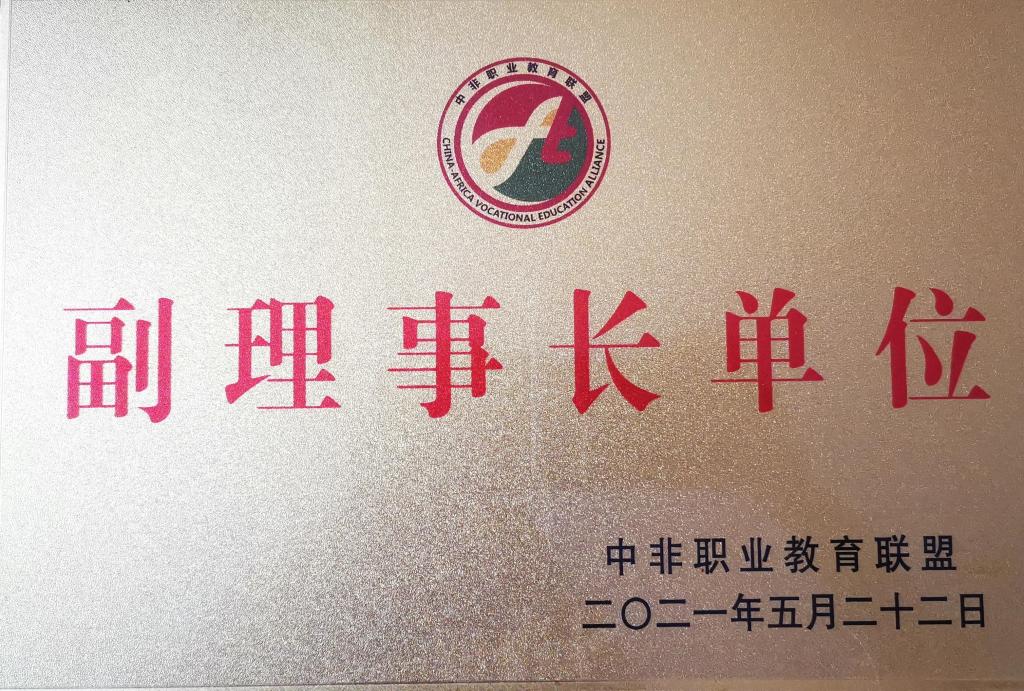 中非职业教育联盟
CHINA-AFRICA VOCATIONAL EDUCATION ALLIANCE
副理事长单位
中非职业教育联盟
二〇二一年五月二十二日